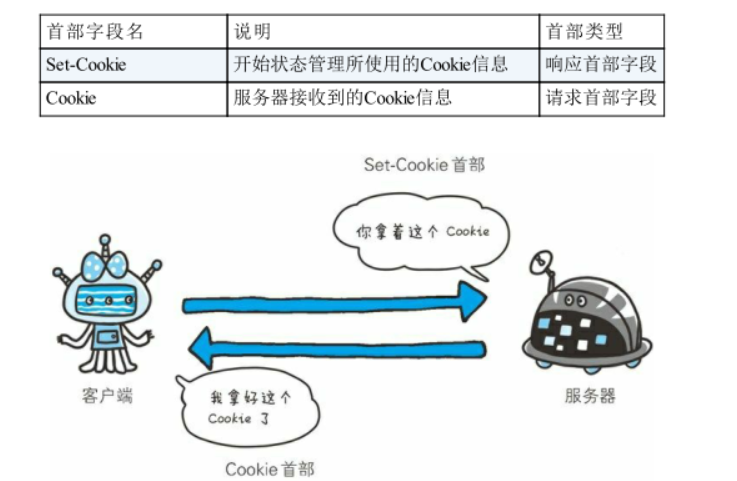 首部字段名 说明 首部类型
Set-Cookie 开始状态管理所使用的Cookie信息 响应首部字段
Cookie 服务器接收到的Cookie信息 请求首部字段
Set-Cookie 首部
你拿着这个 Cookie
客户端
服务器
我拿好这个
Cookie 了
Cookie 首部